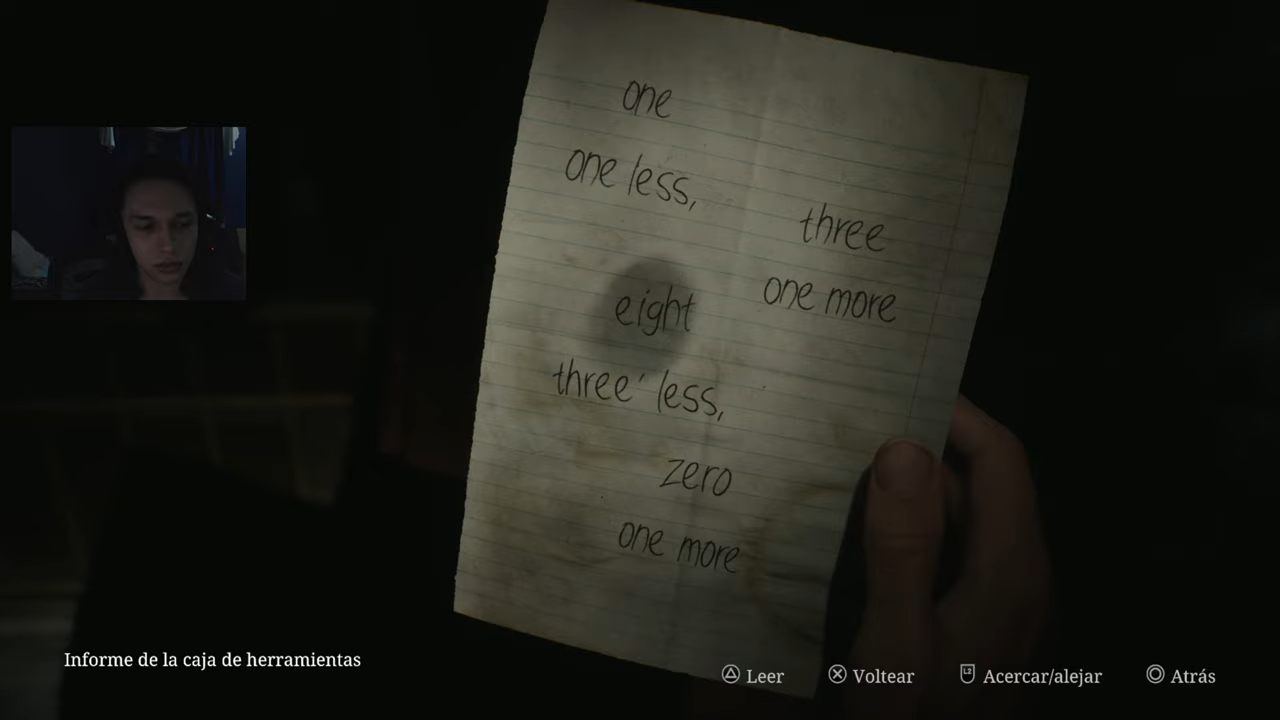 one
one less,
three
one more
eight
three' less,
zero
one more
Informe de la caja de herramientas
Leer
Voltear
L2 Acercar/alejar
Atrás